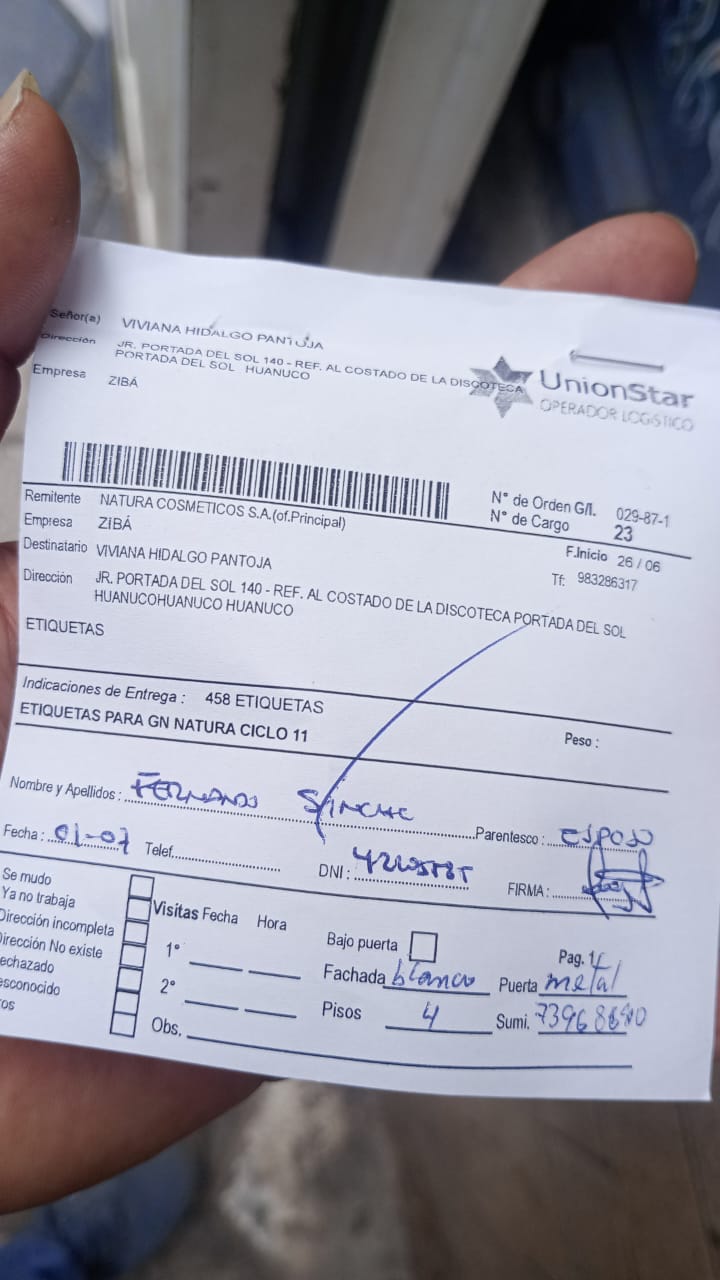 Señor(a) VIVIANA HIDALGO PANTOJA
Dirección JR. PORTADA DEL SOL 140 - REF. AL COSTADO DE LA DISCOTECA
PORTADA DEL SOL HUANUCO
Empresa ZIBÁ
UnionStar
OPERADOR LOGISTICO
Remitente NATURA COSMETICOS S.A.(of.Principal)
N° de Orden G/I. 029-87-1
Empresa ZIBÁ
N° de Cargo 23
Destinatario VIVIANA HIDALGO PANTOJA
F.Inicio 26 / 06
Tf: 983286317
Dirección JR. PORTADA DEL SOL 140 - REF. AL COSTADO DE LA DISCOTECA PORTADA DEL SOL
HUANUCOHUANUCO HUANUCO
ETIQUETAS
Indicaciones de Entrega : 458 ETIQUETAS
ETIQUETAS PARA GN NATURA CICLO 11
Peso :
Nombre y Apellidos : FERNANDO Parentesco : ESPOSO
Fecha : 01-07 Telef. DNI : FIRMA :
Se mudo
Ya no trabaja
Dirección incompleta
Dirección No existe
echazado
esconocido
os
Visitas Fecha Hora
1°
2°
Obs.
Bajo puerta Pag. 1/
Fachada blanco Puerta metal
Pisos 4 Sumi.